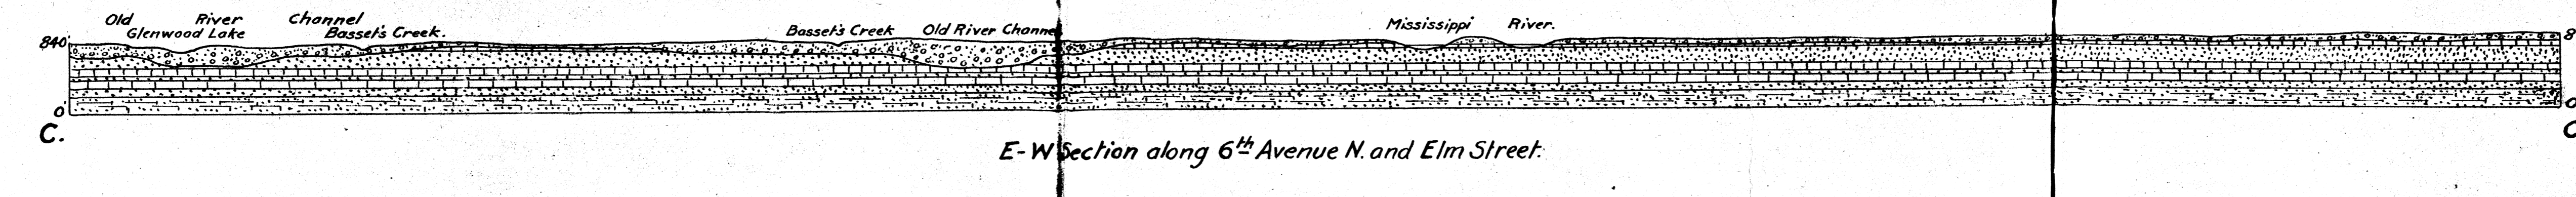 Old River Channel
Glenwood Lake Basset's Creek.
Basset's Creek Old River Channel
Mississippi River.
840
8
0
0
C.
E-W Section along 6th Avenue N. and Elm Street.